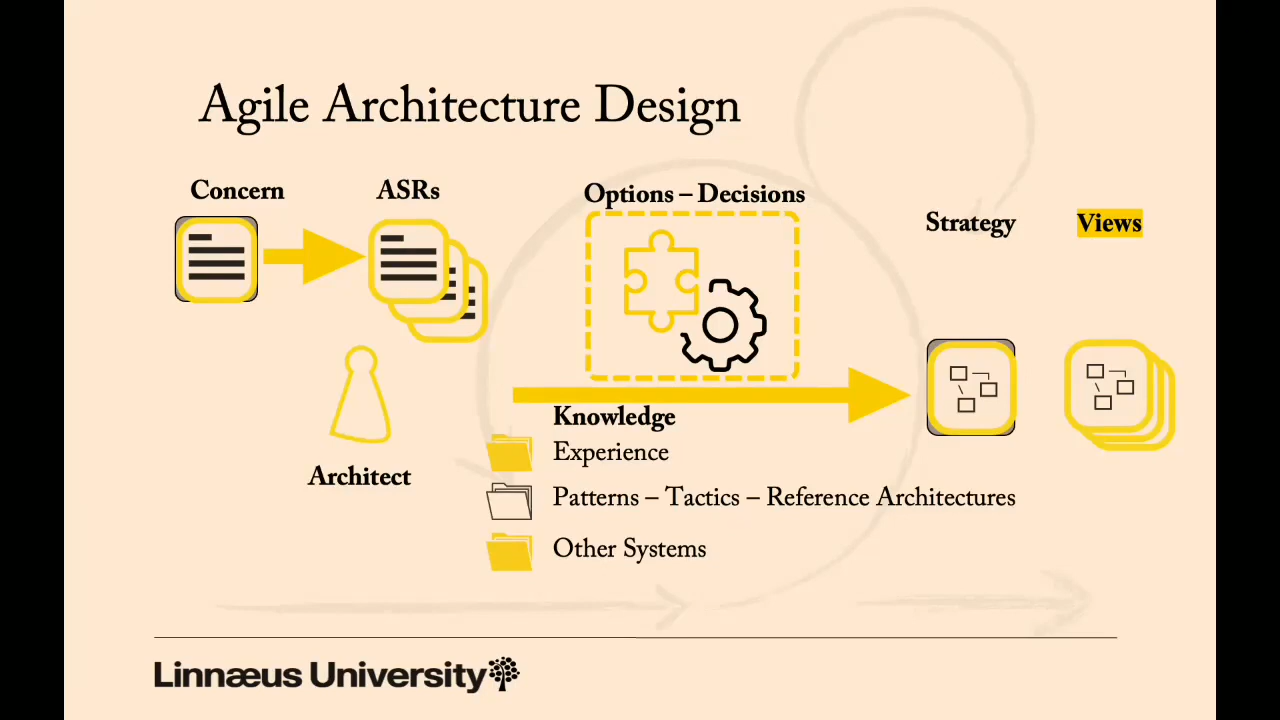 Agile Architecture Design
Concern
ASRs
Options – Decisions
Strategy
Views
Architect
Knowledge
Experience
Patterns – Tactics – Reference Architectures
Other Systems
Linnæus University